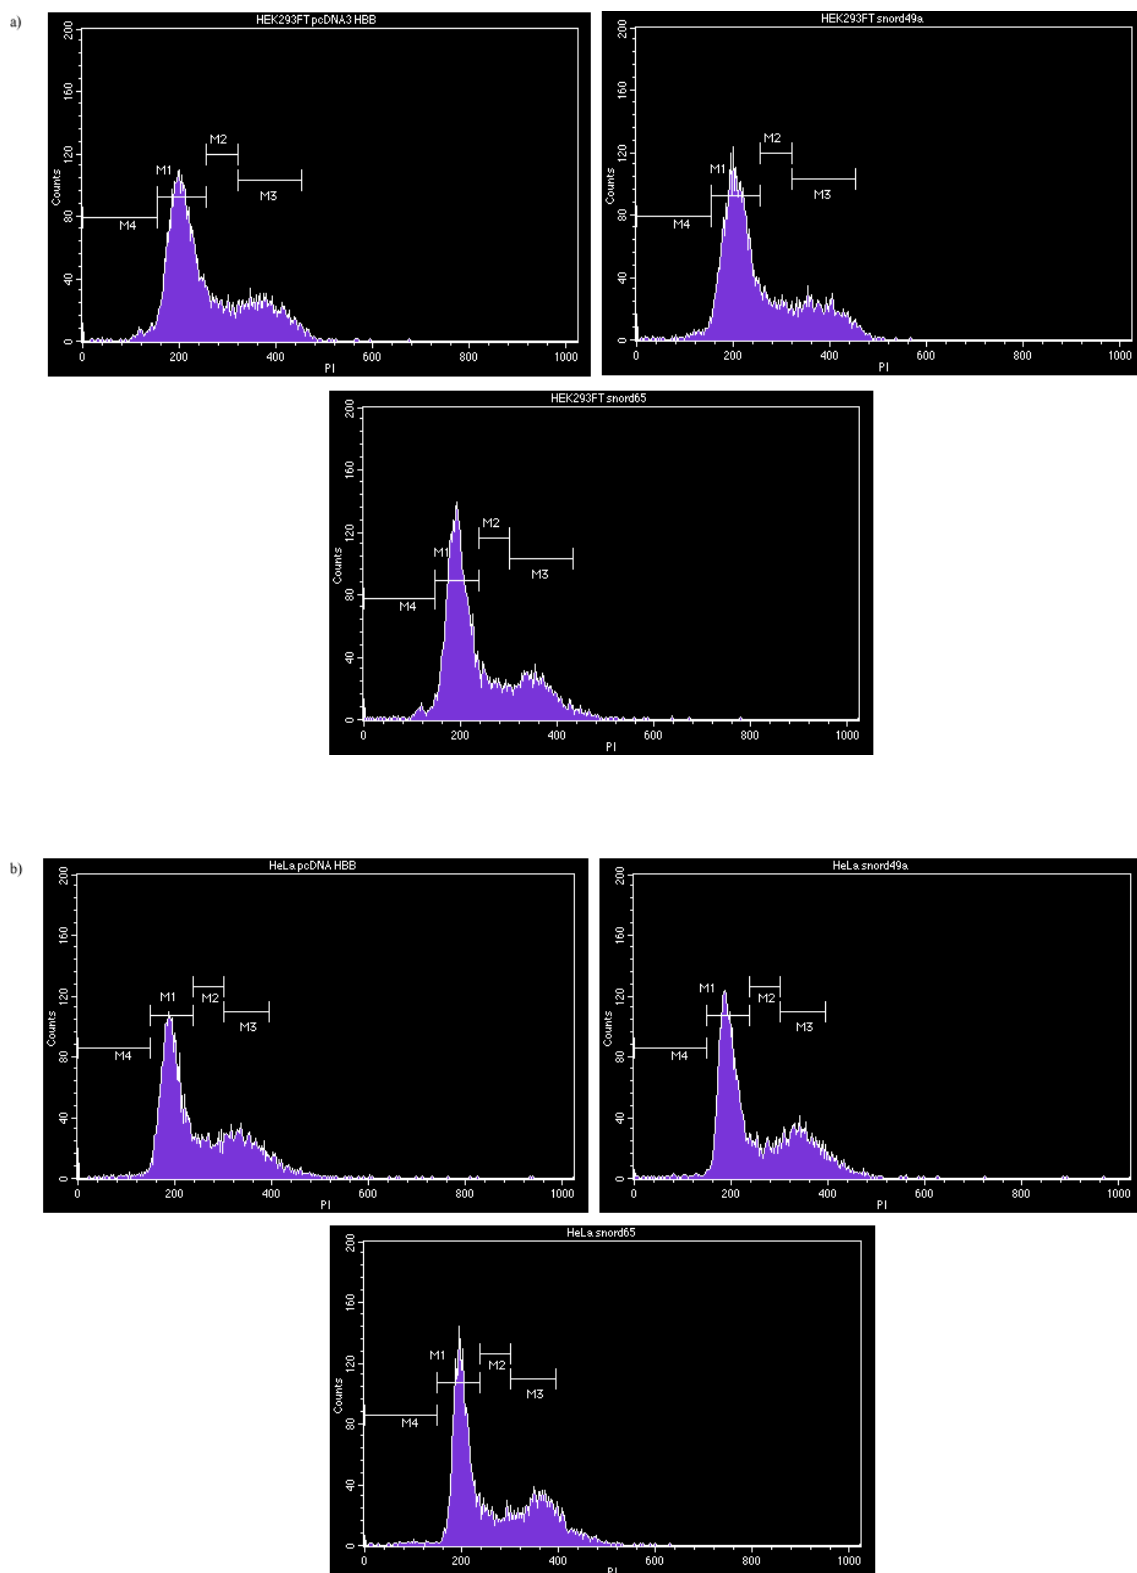 a)
HEK293FT pcDNA3 HBB
200
160
120
80
40
0
Counts
M1
M2
M3
M4
0 200 400 600 800 1000
PI
HEK293FT snord49a
200
160
120
80
40
0
Counts
M1
M2
M3
M4
0 200 400 600 800 1000
PI
HEK293FT snord65
200
160
120
80
40
0
Counts
M1
M2
M3
M4
0 200 400 600 800 1000
PI
b)
HeLa pcDNA HBB
200
160
120
80
40
0
Counts
M1
M2
M3
M4
0 200 400 600 800 1000
PI
HeLa snord49a
200
160
120
80
40
0
Counts
M1
M2
M3
M4
0 200 400 600 800 1000
PI
HeLa snord65
200
160
120
80
40
0
Counts
M1
M2
M3
M4
0 200 400 600 800 1000
PI